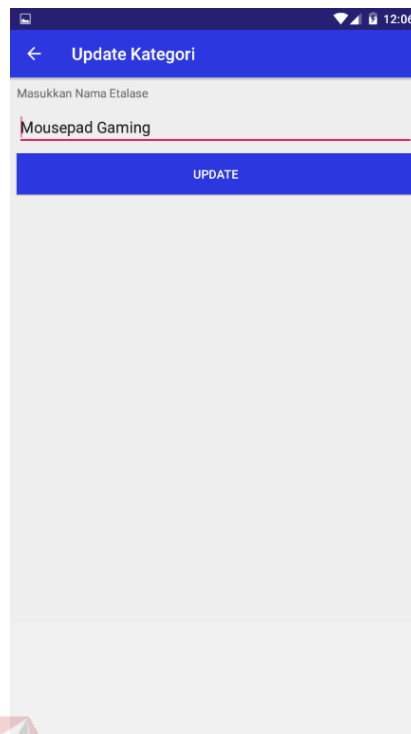 12:06
Update Kategori
Masukkan Nama Etalase
Mousepad Gaming
UPDATE